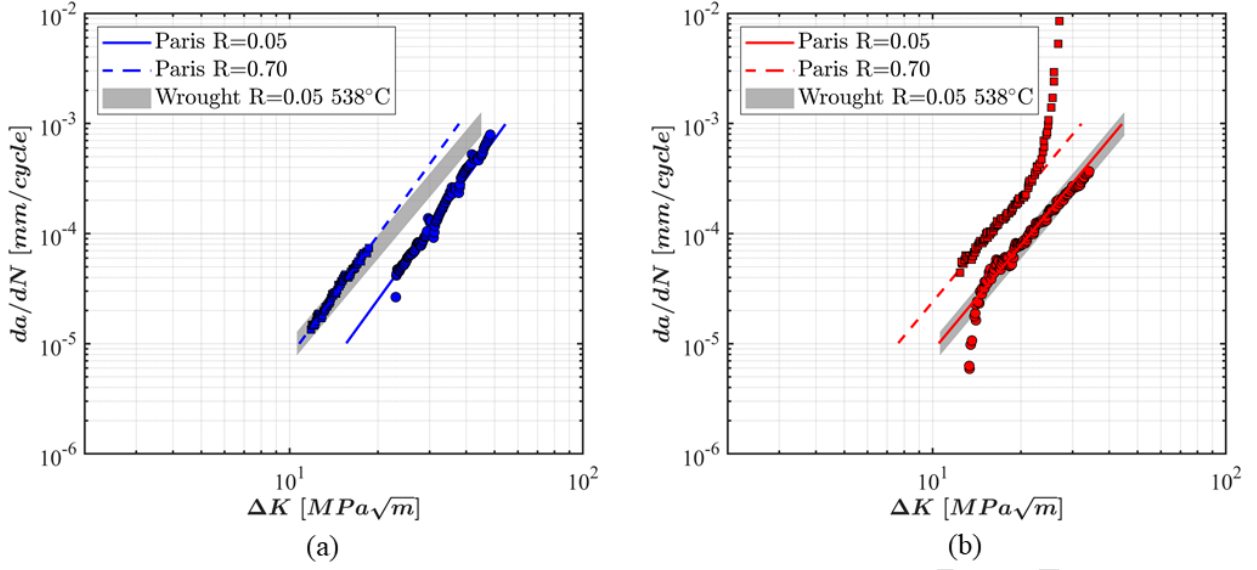 10^-2
10^-3
10^-4
10^-5
10^-6
da/dN [mm/cycle]
Paris R=0.05
Paris R=0.70
Wrought R=0.05 538°C
10^1
10^2
ΔK [MPa√m]
(a)
10^-2
10^-3
10^-4
10^-5
10^-6
da/dN [mm/cycle]
Paris R=0.05
Paris R=0.70
Wrought R=0.05 538°C
10^1
10^2
ΔK [MPa√m]
(b)